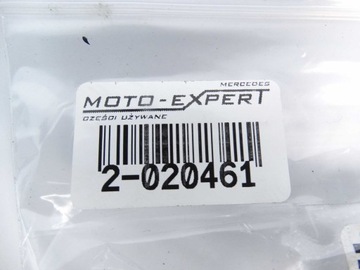 MERCEDES
MOTO-EXPERT
CZĘŚCI UŻYWANE
2-020461